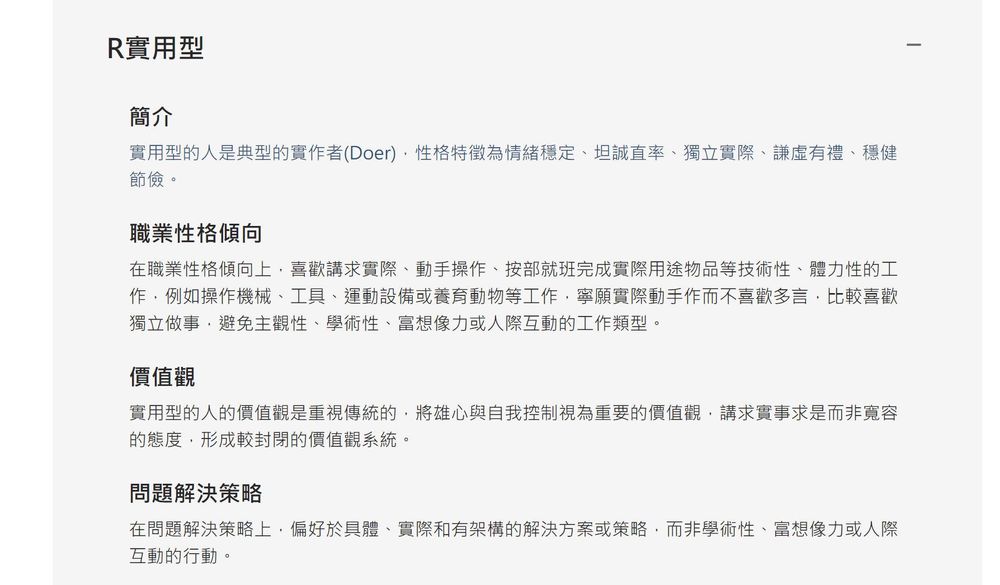 R實用型
簡介
實用型的人是典型的實作者(Doer)，性格特徵為情緒穩定、坦誠直率、獨立實際、謙虛有禮、穩健
節儉。
職業性格傾向
在職業性格傾向上，喜歡講求實際、動手操作、按部就班完成實際用途物品等技術性、體力性的工
作，例如操作機械、工具、運動設備或養育動物等工作，寧願實際動手作而不喜歡多言，比較喜歡
獨立做事，避免主觀性、學術性、富想像力或人際互動的工作類型。
價值觀
實用型的人的價值觀是重視傳統的，將雄心與自我控制視為重要的價值觀，講求實事求是而非寬容
的態度，形成較封閉的價值觀系統。
問題解決策略
在問題解決策略上，偏好於具體、實際和有架構的解決方案或策略，而非學術性、富想像力或人際
互動的行動。